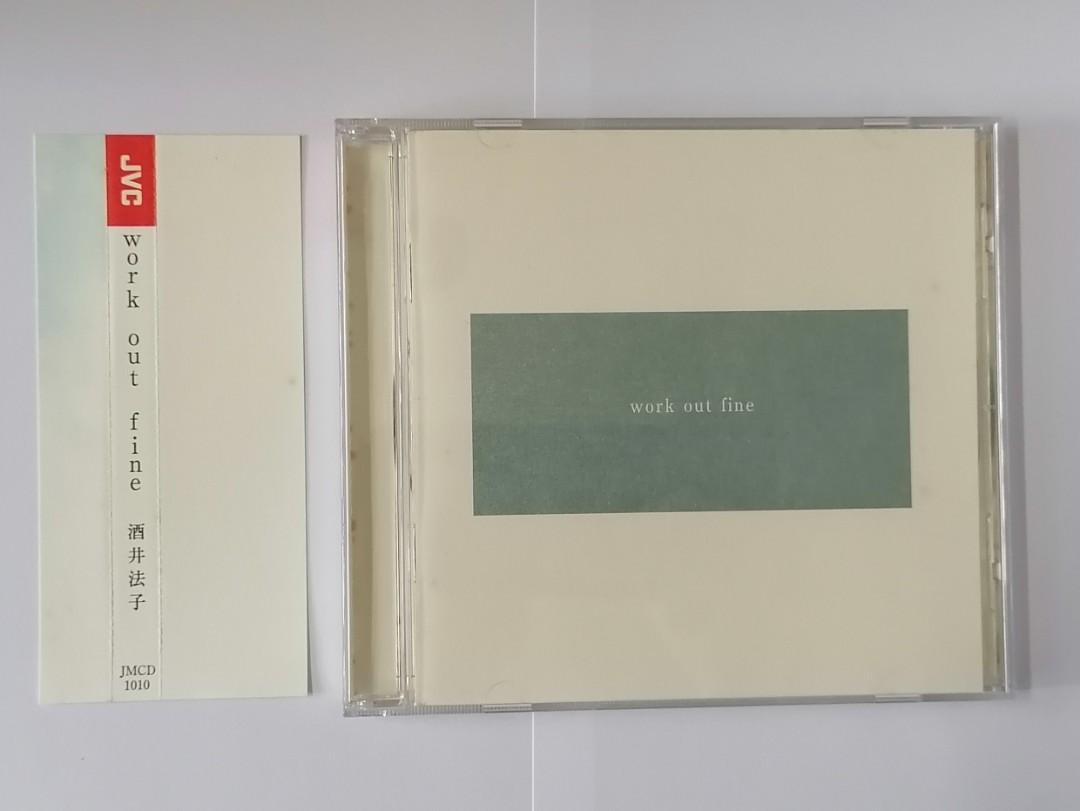 JVC
work out fine
酒井法子
JMCD
1010
work out fine